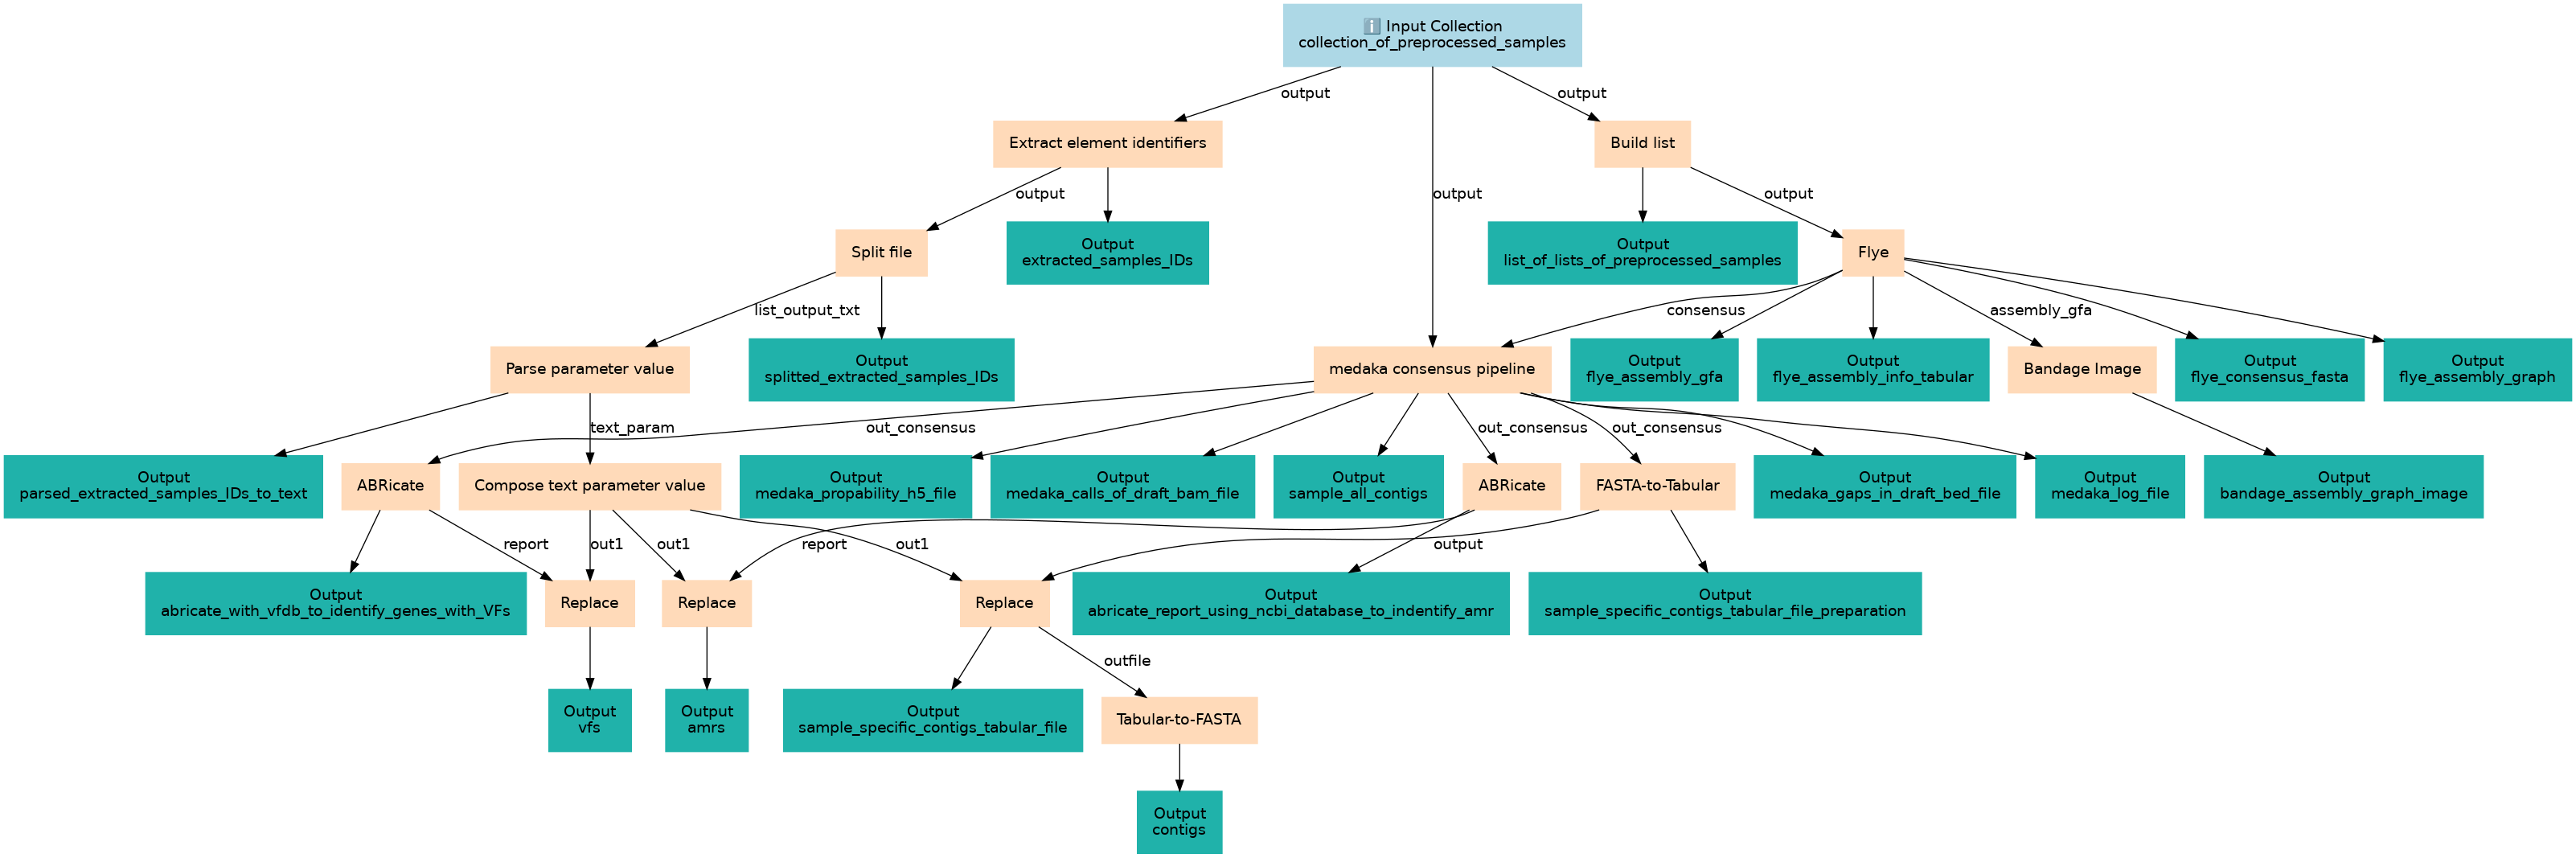 ℹ️ Input Collection
collection_of_preprocessed_samples
output
output
Extract element identifiers
Build list
output
output
output
Split file
Output
extracted_samples_IDs
Output
list_of_lists_of_preprocessed_samples
Flye
list_output_txt
consensus
assembly_gfa
Parse parameter value
Output
splitted_extracted_samples_IDs
medaka consensus pipeline
Output
flye_assembly_gfa
Output
flye_assembly_info_tabular
Bandage Image
Output
flye_consensus_fasta
Output
flye_assembly_graph
text_param
out_consensus
out_consensus
out_consensus
Output
parsed_extracted_samples_IDs_to_text
ABRicate
Compose text parameter value
Output
medaka_propability_h5_file
Output
medaka_calls_of_draft_bam_file
Output
sample_all_contigs
ABRicate
FASTA-to-Tabular
Output
medaka_gaps_in_draft_bed_file
Output
medaka_log_file
Output
bandage_assembly_graph_image
report
out1
out1
report
out1
output
Output
abricate_with_vfdb_to_identify_genes_with_VFs
Replace
Replace
Replace
Output
abricate_report_using_ncbi_database_to_indentify_amr
Output
sample_specific_contigs_tabular_file_preparation
outfile
Output
vfs
Output
amrs
Output
sample_specific_contigs_tabular_file
Tabular-to-FASTA
Output
contigs